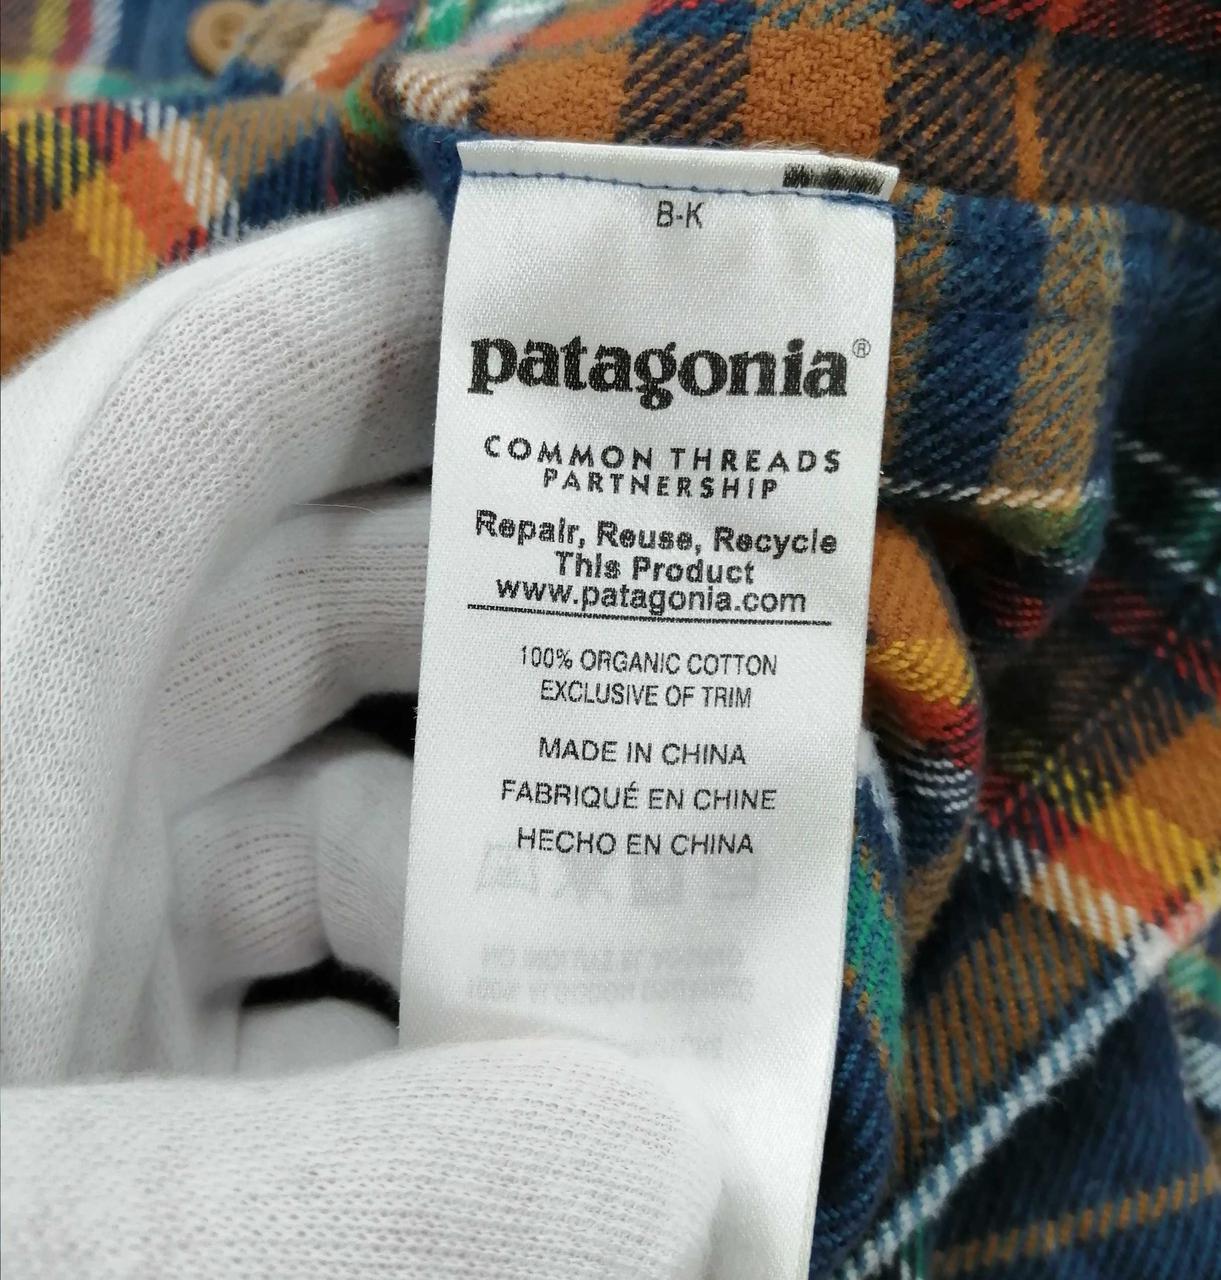 B-K
patagonia®
COMMON THREADS
PARTNERSHIP
Repair, Reuse, Recycle
This Product
www.patagonia.com
100% ORGANIC COTTON
EXCLUSIVE OF TRIM
MADE IN CHINA
FABRIQUÉ EN CHINE
HECHO EN CHINA